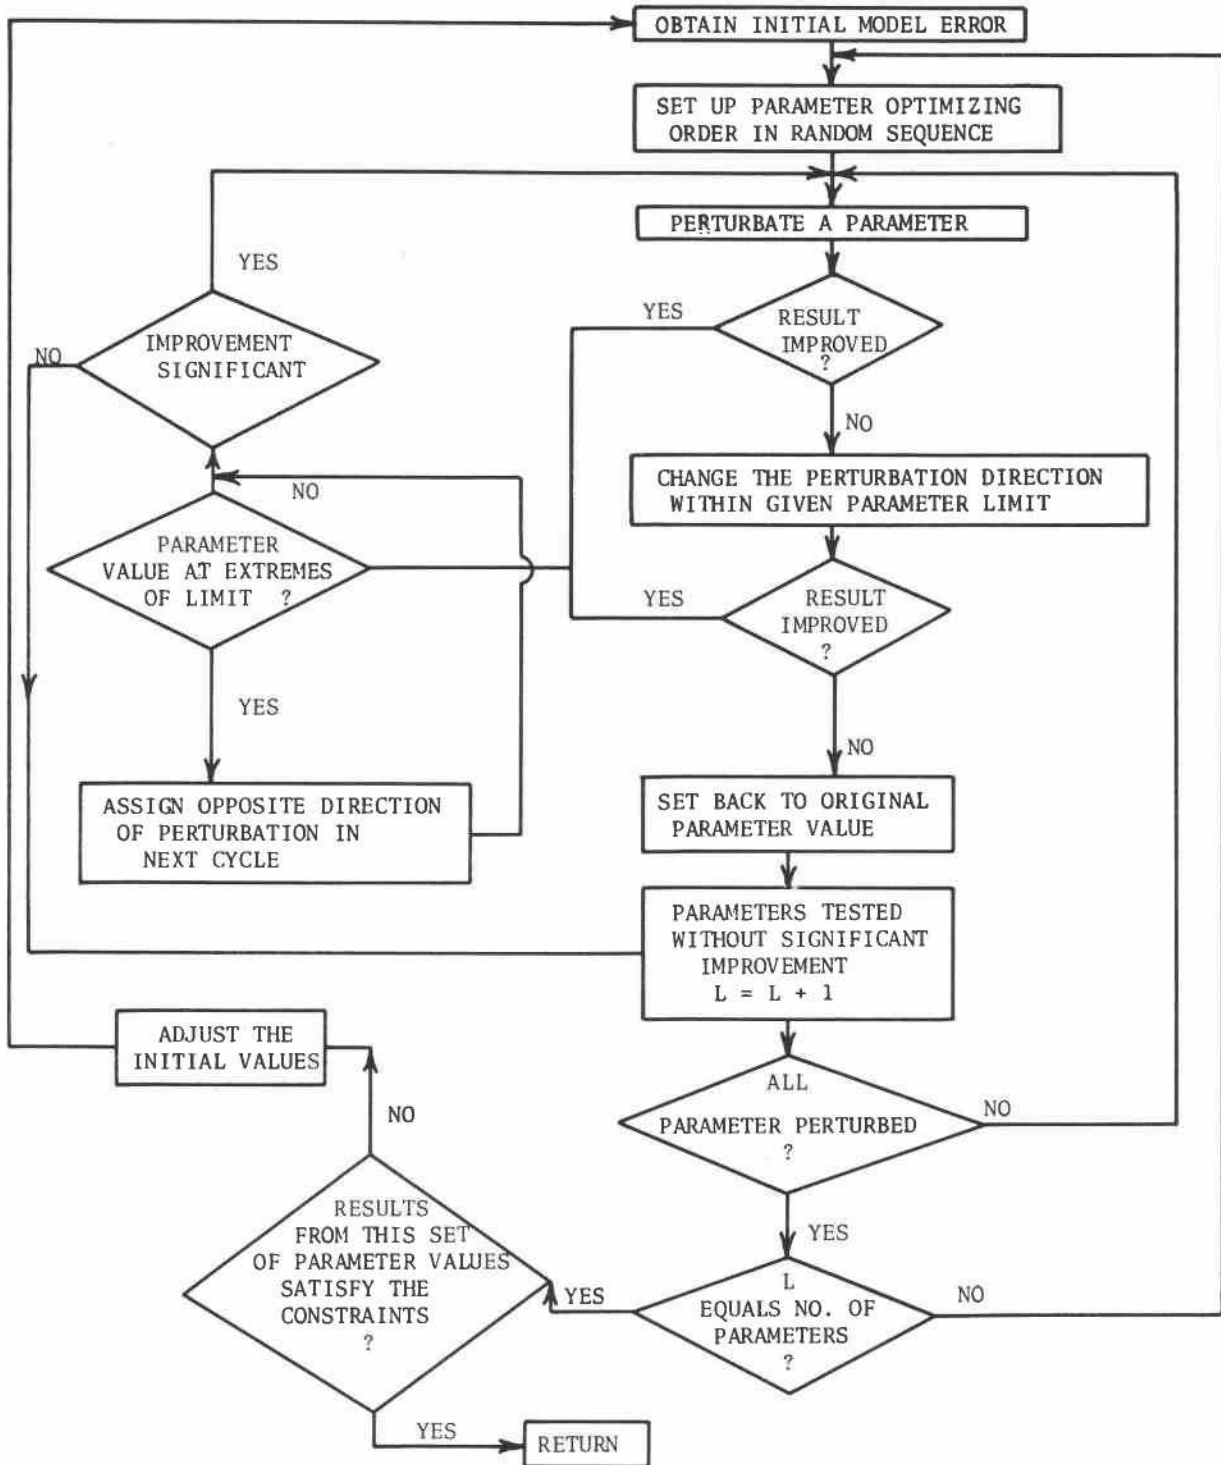 OBTAIN INITIAL MODEL ERROR
SET UP PARAMETER OPTIMIZING
ORDER IN RANDOM SEQUENCE
PERTURBATE A PARAMETER
YES
YES
RESULT
IMPROVED
?
NO
IMPROVEMENT
SIGNIFICANT
NO
CHANGE THE PERTURBATION DIRECTION
WITHIN GIVEN PARAMETER LIMIT
NO
PARAMETER
VALUE AT EXTREMES
OF LIMIT ?
YES
RESULT
IMPROVED
?
YES
NO
ASSIGN OPPOSITE DIRECTION
OF PERTURBATION IN
NEXT CYCLE
SET BACK TO ORIGINAL
PARAMETER VALUE
PARAMETERS TESTED
WITHOUT SIGNIFICANT
IMPROVEMENT
L = L + 1
ADJUST THE
INITIAL VALUES
NO
ALL
PARAMETER PERTURBED
?
NO
YES
RESULTS
FROM THIS SET
OF PARAMETER VALUES
SATISFY THE
CONSTRAINTS
?
YES
L
EQUALS NO. OF
PARAMETERS
?
NO
YES
RETURN